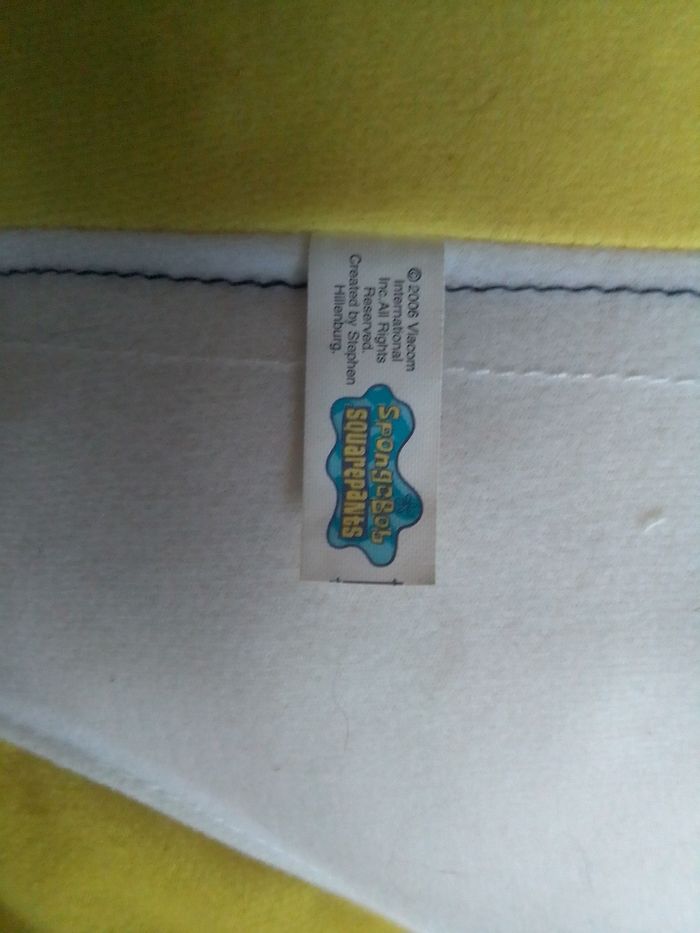 © 2006 Viacom
International
Inc.All Rights
Reserved.
Created by Stephen
Hillenburg.
SpongeBob
SQUAREPANTS